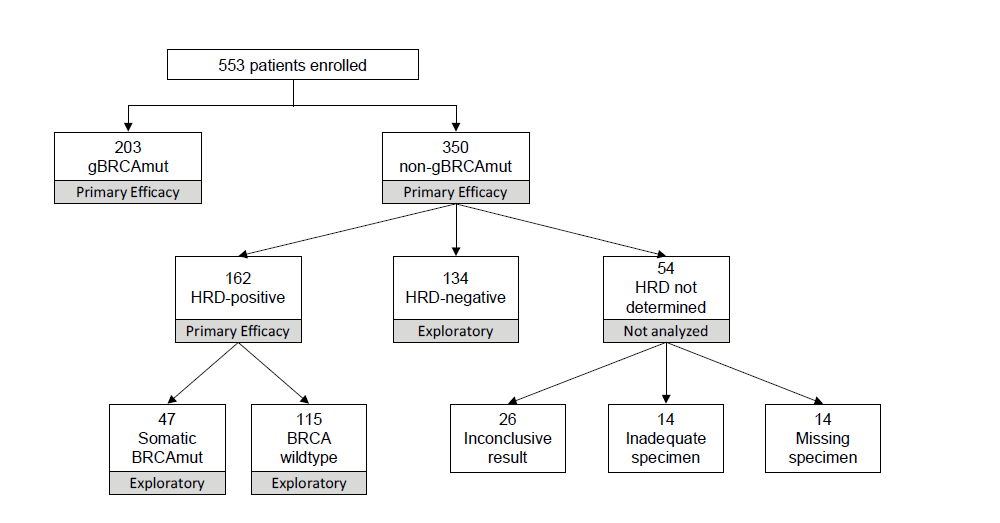 553 patients enrolled
203
gBRCAmut
Primary Efficacy
350
non-gBRCAmut
Primary Efficacy
162
HRD-positive
Primary Efficacy
134
HRD-negative
Exploratory
54
HRD not
determined
Not analyzed
47
Somatic
BRCAmut
Exploratory
115
BRCA
wildtype
Exploratory
26
Inconclusive
result
14
Inadequate
specimen
14
Missing
specimen